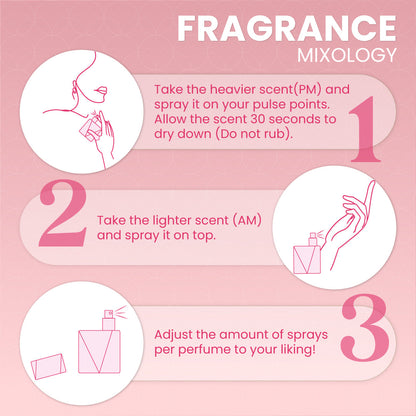 FRAGRANCE
MIXOLOGY
Take the heavier scent(PM) and
spray it on your pulse points.
Allow the scent 30 seconds to
dry down (Do not rub).
1
2
Take the lighter scent (AM)
and spray it on top.
3
Adjust the amount of sprays
per perfume to your liking!